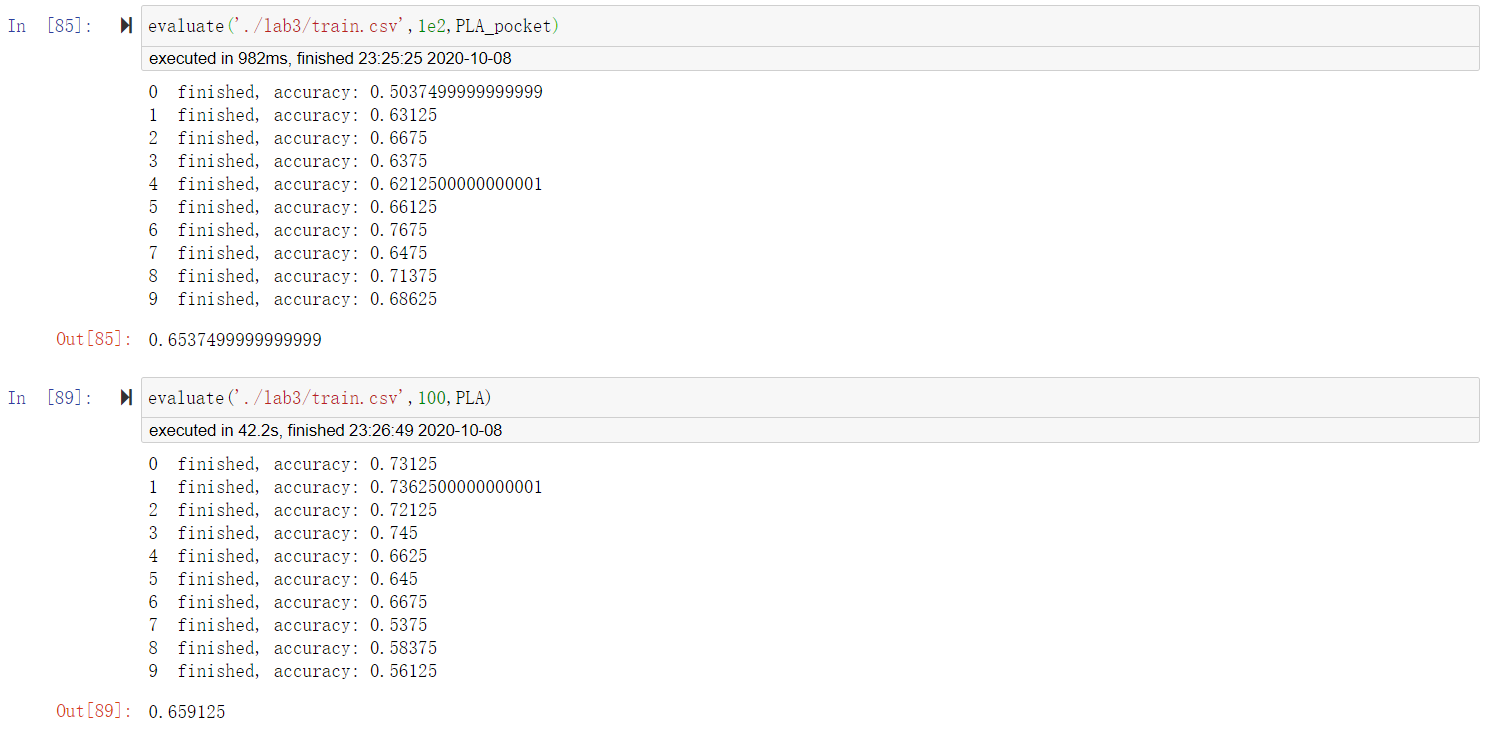 In [85]: evaluate('./lab3/train.csv',1e2,PLA_pocket)
executed in 982ms, finished 23:25:25 2020-10-08
0 finished, accuracy: 0.5037499999999999
1 finished, accuracy: 0.63125
2 finished, accuracy: 0.6675
3 finished, accuracy: 0.6375
4 finished, accuracy: 0.6212500000000001
5 finished, accuracy: 0.66125
6 finished, accuracy: 0.7675
7 finished, accuracy: 0.6475
8 finished, accuracy: 0.71375
9 finished, accuracy: 0.68625
Out[85]: 0.6537499999999999
In [89]: evaluate('./lab3/train.csv',100,PLA)
executed in 42.2s, finished 23:26:49 2020-10-08
0 finished, accuracy: 0.73125
1 finished, accuracy: 0.7362500000000001
2 finished, accuracy: 0.72125
3 finished, accuracy: 0.745
4 finished, accuracy: 0.6625
5 finished, accuracy: 0.645
6 finished, accuracy: 0.6675
7 finished, accuracy: 0.5375
8 finished, accuracy: 0.58375
9 finished, accuracy: 0.56125
Out[89]: 0.659125